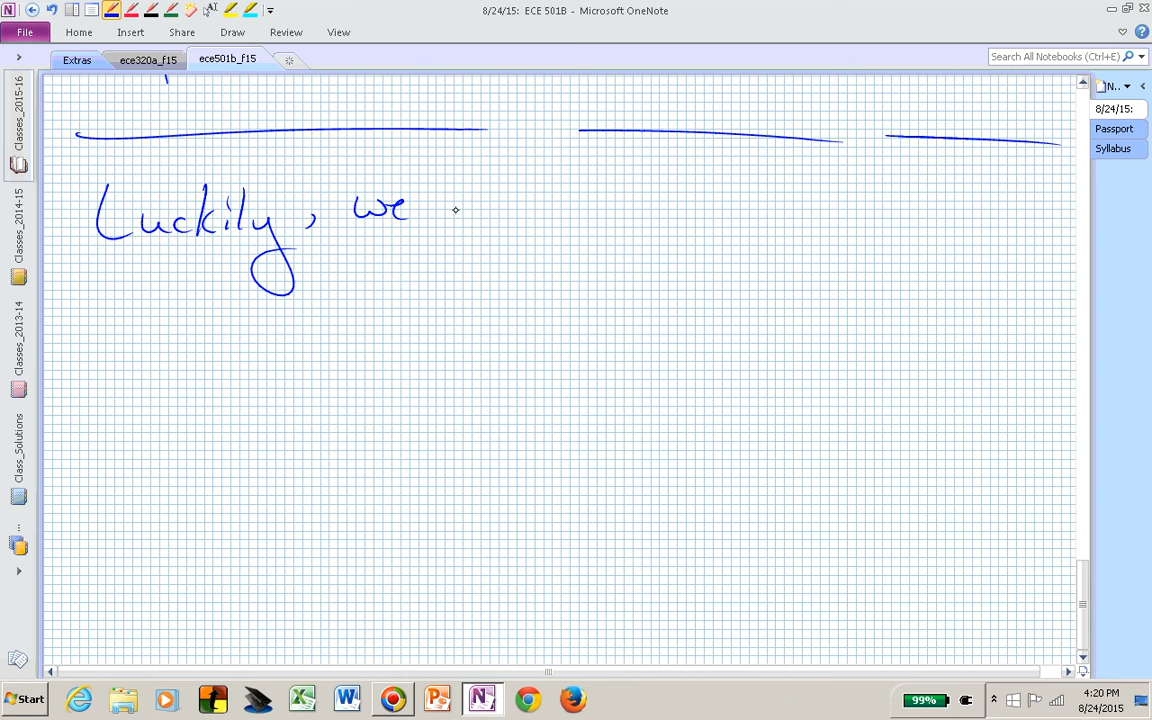 8/24/15: ECE 501B - Microsoft OneNote
File Home Insert Share Draw Review View
Extras ece320a_f15 ece501b_f15
Search All Notebooks (Ctrl+E)
N..
8/24/15:
Passport
Syllabus
Classes_2015-16
Classes_2014-15
Classes_2013-14
Class_Solutions
Luckily, we
Start
99%
4:20 PM
8/24/2015